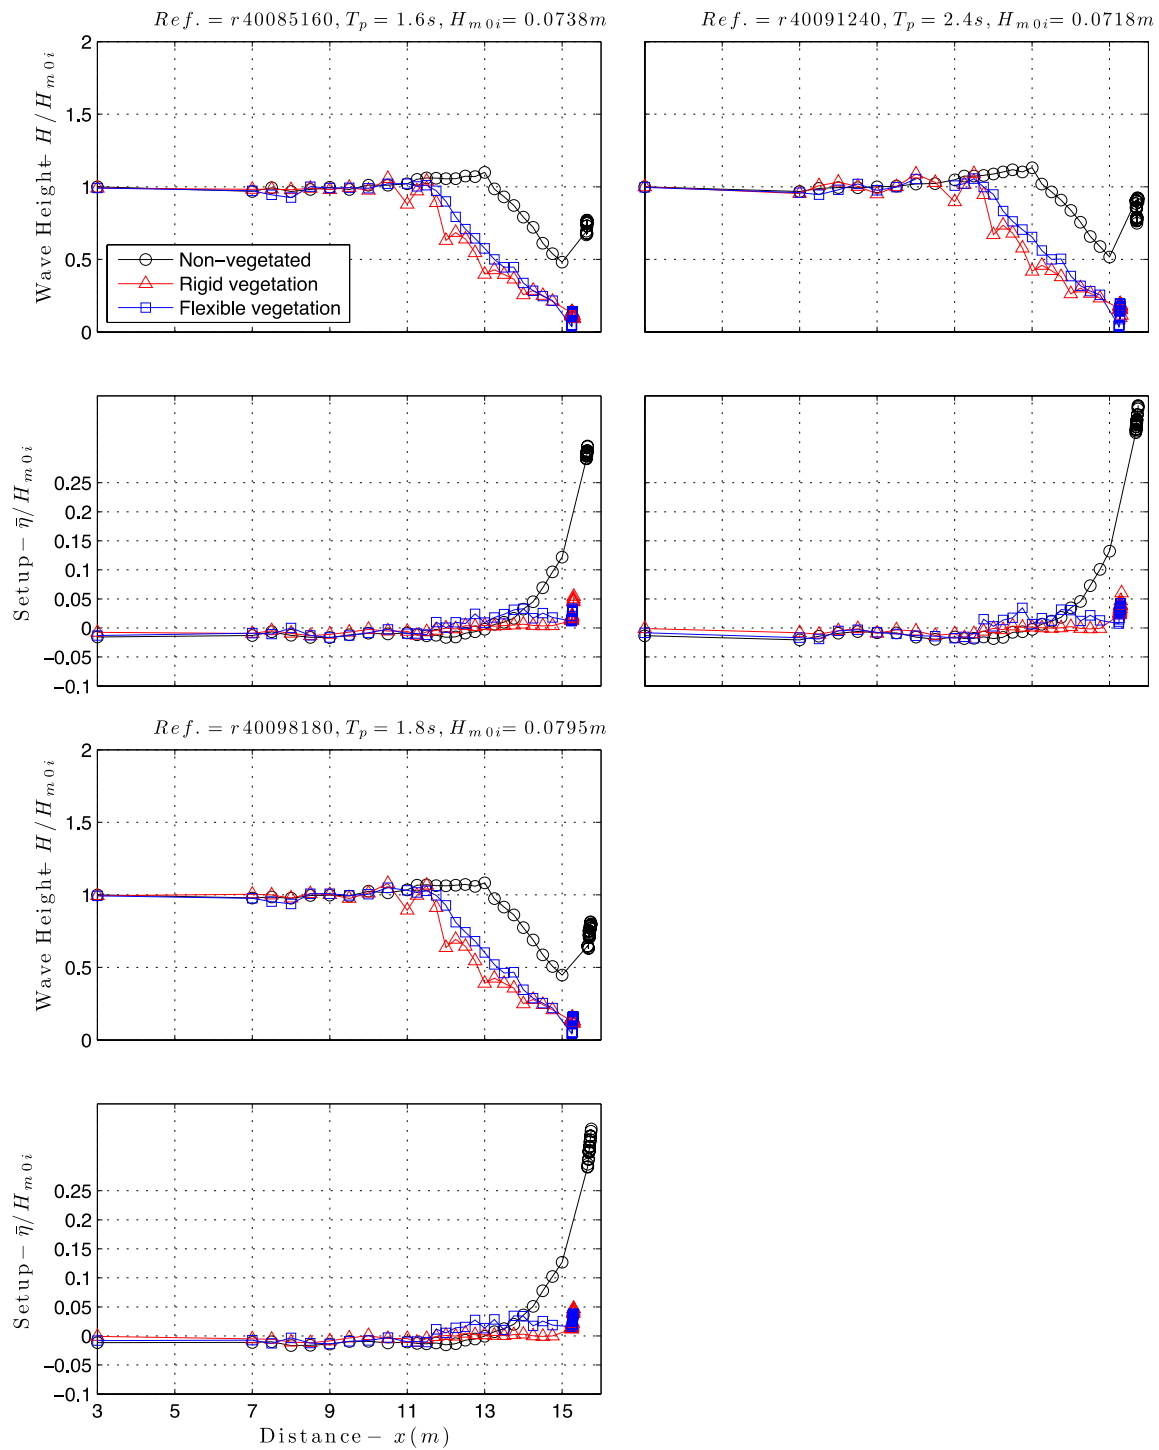 Ref. = r40085160, T_p = 1.6s, H_m0i = 0.0738m
Ref. = r40091240, T_p = 2.4s, H_m0i = 0.0718m
Wave Height- H/H_m0i
2
1.5
1
0.5
0
Non-vegetated
Rigid vegetation
Flexible vegetation
Setup- η̄/H_m0i
0.25
0.2
0.15
0.1
0.05
0
-0.05
-0.1
Ref. = r40098180, T_p = 1.8s, H_m0i = 0.0795m
Wave Height- H/H_m0i
2
1.5
1
0.5
0
Setup- η̄/H_m0i
0.25
0.2
0.15
0.1
0.05
0
-0.05
-0.1
3 5 7 9 11 13 15
Distance- x(m)